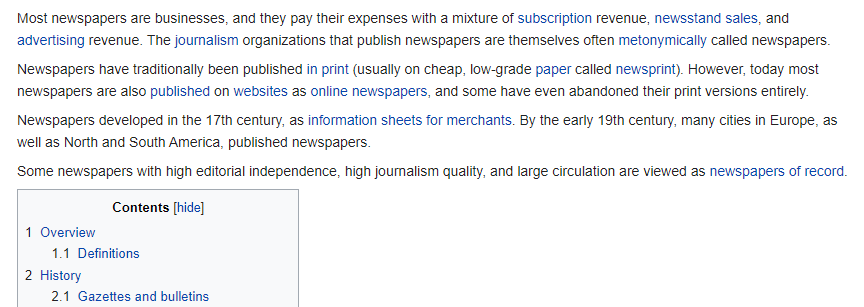 Most newspapers are businesses, and they pay their expenses with a mixture of subscription revenue, newsstand sales, and
advertising revenue. The journalism organizations that publish newspapers are themselves often metonymically called newspapers.
Newspapers have traditionally been published in print (usually on cheap, low-grade paper called newsprint). However, today most
newspapers are also published on websites as online newspapers, and some have even abandoned their print versions entirely.
Newspapers developed in the 17th century, as information sheets for merchants. By the early 19th century, many cities in Europe, as
well as North and South America, published newspapers.
Some newspapers with high editorial independence, high journalism quality, and large circulation are viewed as newspapers of record.
Contents [hide]
1 Overview
1.1 Definitions
2 History
2.1 Gazettes and bulletins